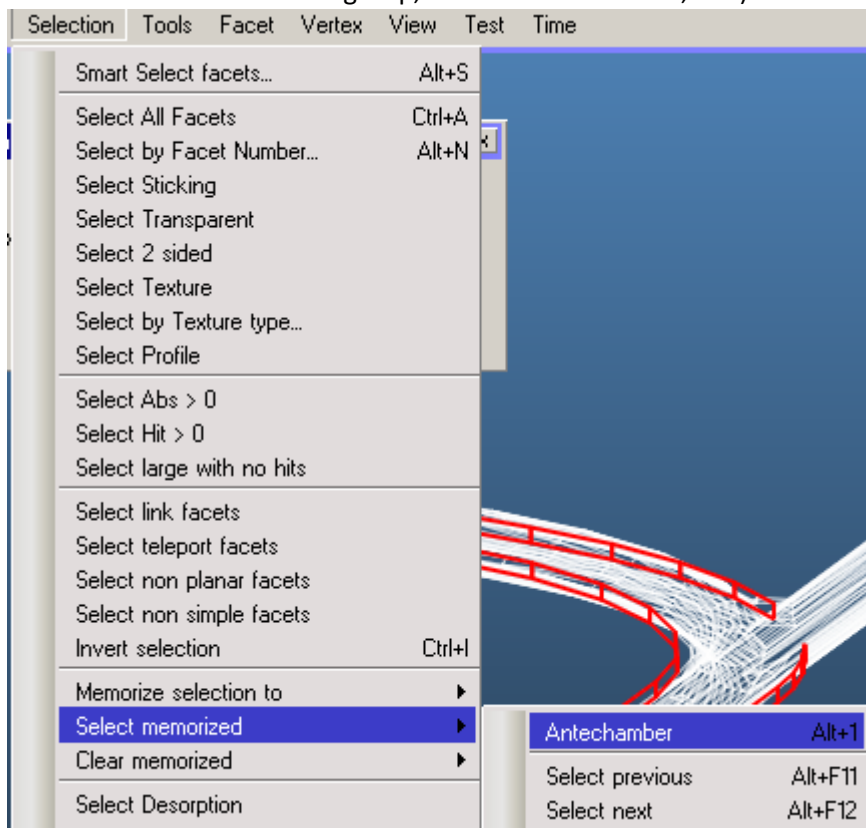 Selection Tools Facet Vertex View Test Time
Smart Select facets... Alt+S
Select All Facets Ctrl+A
Select by Facet Number... Alt+N
Select Sticking
Select Transparent
Select 2 sided
Select Texture
Select by Texture type...
Select Profile
Select Abs > 0
Select Hit > 0
Select large with no hits
Select link facets
Select teleport facets
Select non planar facets
Select non simple facets
Invert selection Ctrl+I
Memorize selection to
Select memorized
Antechamber Alt+1
Clear memorized
Select previous Alt+F11
Select Desorption
Select next Alt+F12